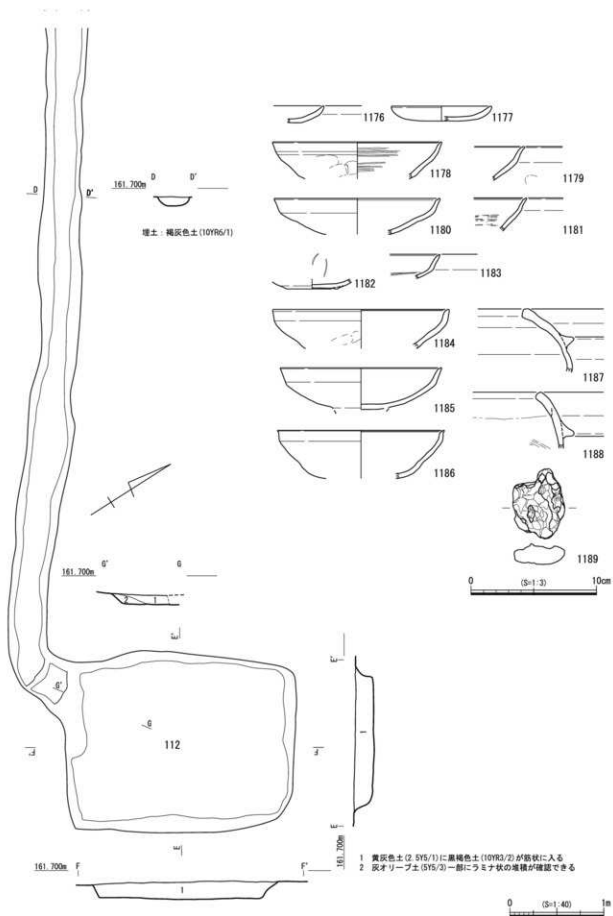 1176
1177
1178
1179
1180
1181
1182
1183
1184
1185
1186
1187
1188
1189
(S=1:3)
0
10cm
D
D'
D
D'
161.700m
埋土：褐灰色土(10YR6/1)
G'
G
161.700m
2
1
E'
G'
G
112
F
F'
E
E'
1
E
161.700m
F
F'
161.700m
1
1 黄灰色土(2.5Y5/1)に黒褐色土(10YR3/2)が筋状に入る
2 灰オリーブ土(5Y5/3)一部にラミナ状の堆積が確認できる
0
(S=1:40)
1m